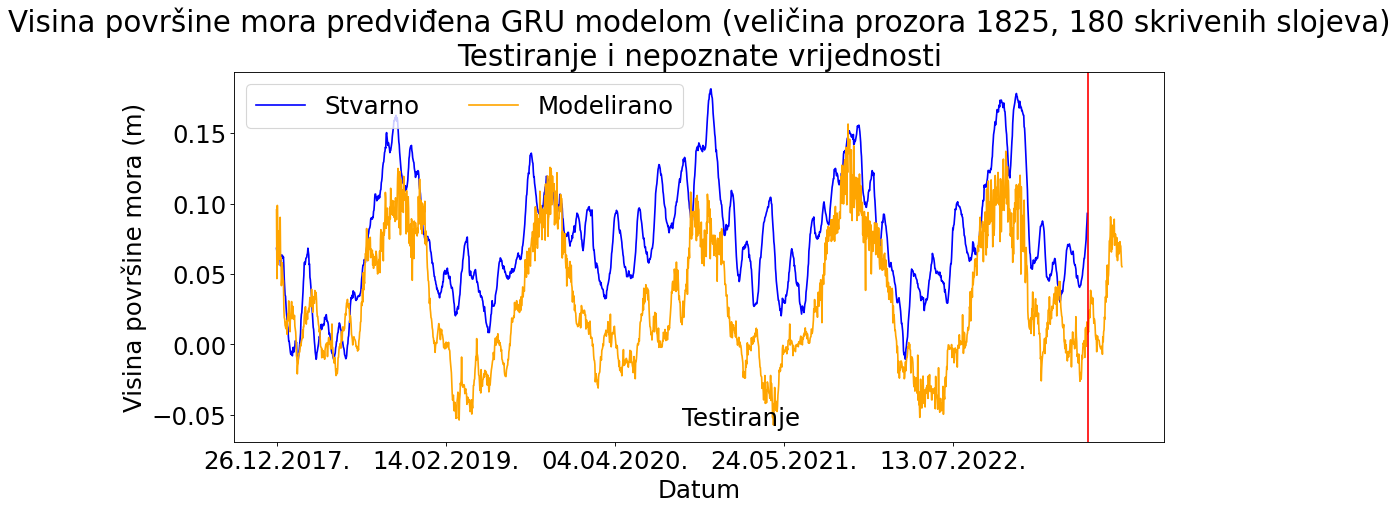 Visina površine mora predviđena GRU modelom (veličina prozora 1825, 180 skrivenih slojeva)
Testiranje i nepoznate vrijednosti
Stvarno Modelirano
Visina površine mora (m)
0.15
0.10
0.05
0.00
−0.05
Testiranje
26.12.2017. 14.02.2019. 04.04.2020. 24.05.2021. 13.07.2022.
Datum